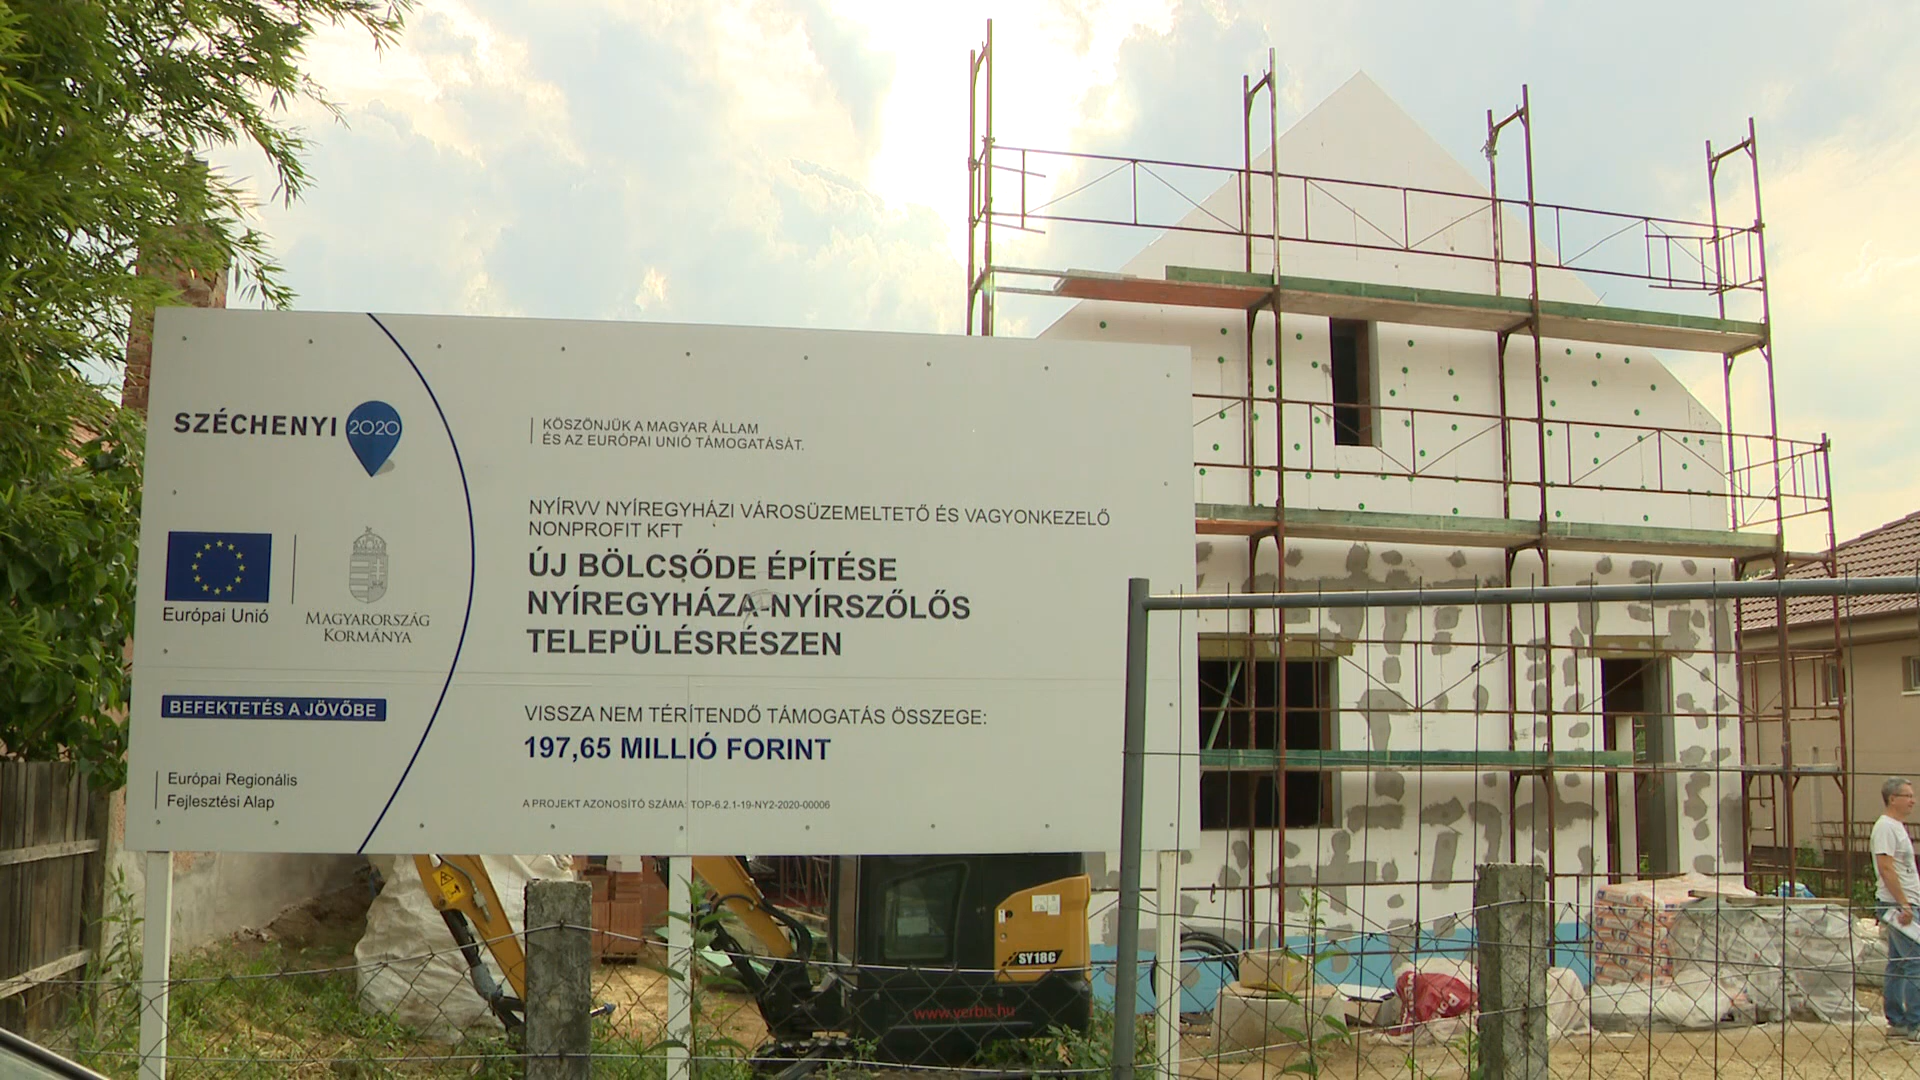 SZÉCHENYI 2020
KÖSZÖNJÜK A MAGYAR ÁLLAM
ÉS AZ EURÓPAI UNIÓ TÁMOGATÁSÁT.
NYÍRVV NYÍREGYHÁZI VÁROSÜZEMELTETŐ ÉS VAGYONKEZELŐ
NONPROFIT KFT
ÚJ BÖLCSŐDE ÉPÍTÉSE
NYÍREGYHÁZA-NYÍRSZŐLŐS
TELEPÜLÉSRÉSZEN
Európai Unió
MAGYARORSZÁG
KORMÁNYA
BEFEKTETÉS A JÖVŐBE
VISSZA NEM TÉRÍTENDŐ TÁMOGATÁS ÖSSZEGE:
197,65 MILLIÓ FORINT
Európai Regionális
Fejlesztési Alap
A PROJEKT AZONOSÍTÓ SZÁMA: TOP-6.2.1-19-NY2-2020-00006
SY18C
www.verbis.hu